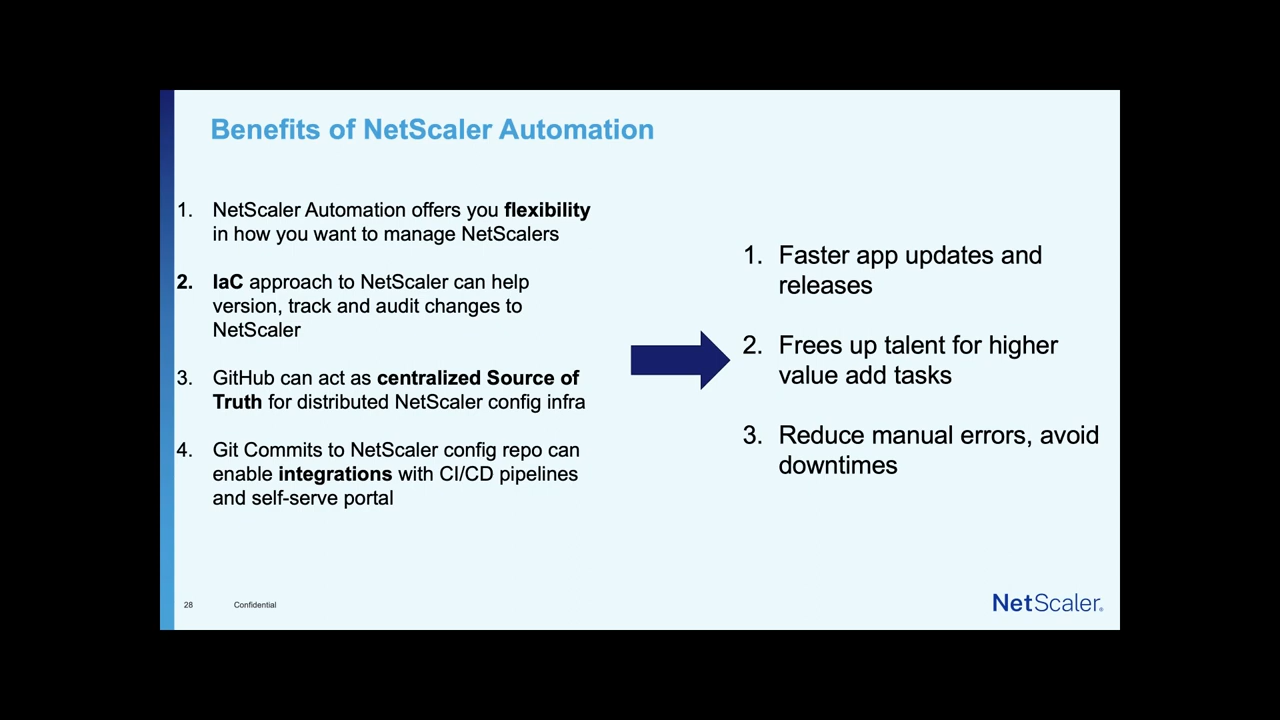 Benefits of NetScaler Automation
1. NetScaler Automation offers you flexibility
in how you want to manage NetScalers
2. IaC approach to NetScaler can help
version, track and audit changes to
NetScaler
3. GitHub can act as centralized Source of
Truth for distributed NetScaler config infra
4. Git Commits to NetScaler config repo can
enable integrations with CI/CD pipelines
and self-serve portal
1. Faster app updates and
releases
2. Frees up talent for higher
value add tasks
3. Reduce manual errors, avoid
downtimes
28 Confidential
NetScaler.